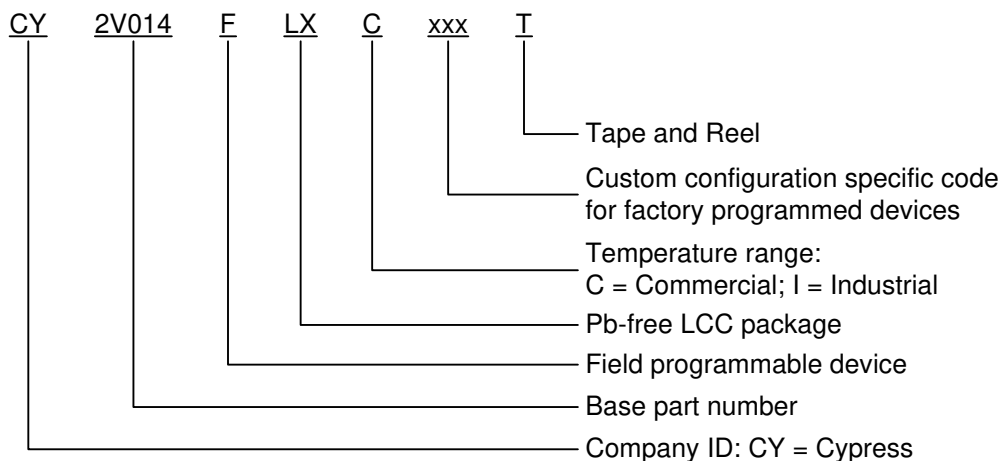 CY 2V014 F LX C xxx T
Tape and Reel
Custom configuration specific code
for factory programmed devices
Temperature range:
C = Commercial; I = Industrial
Pb-free LCC package
Field programmable device
Base part number
Company ID: CY = Cypress